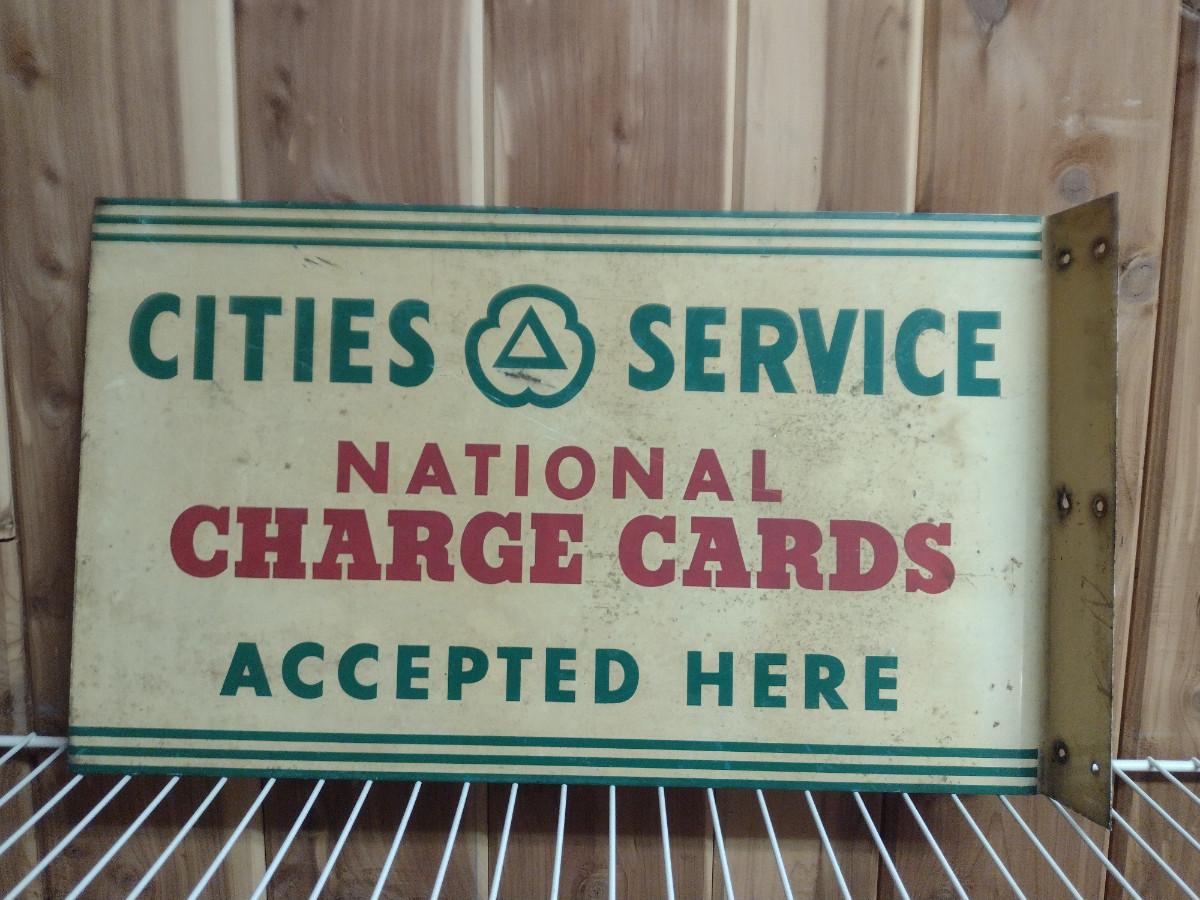 CITIES SERVICE
NATIONAL
CHARGE CARDS
ACCEPTED HERE